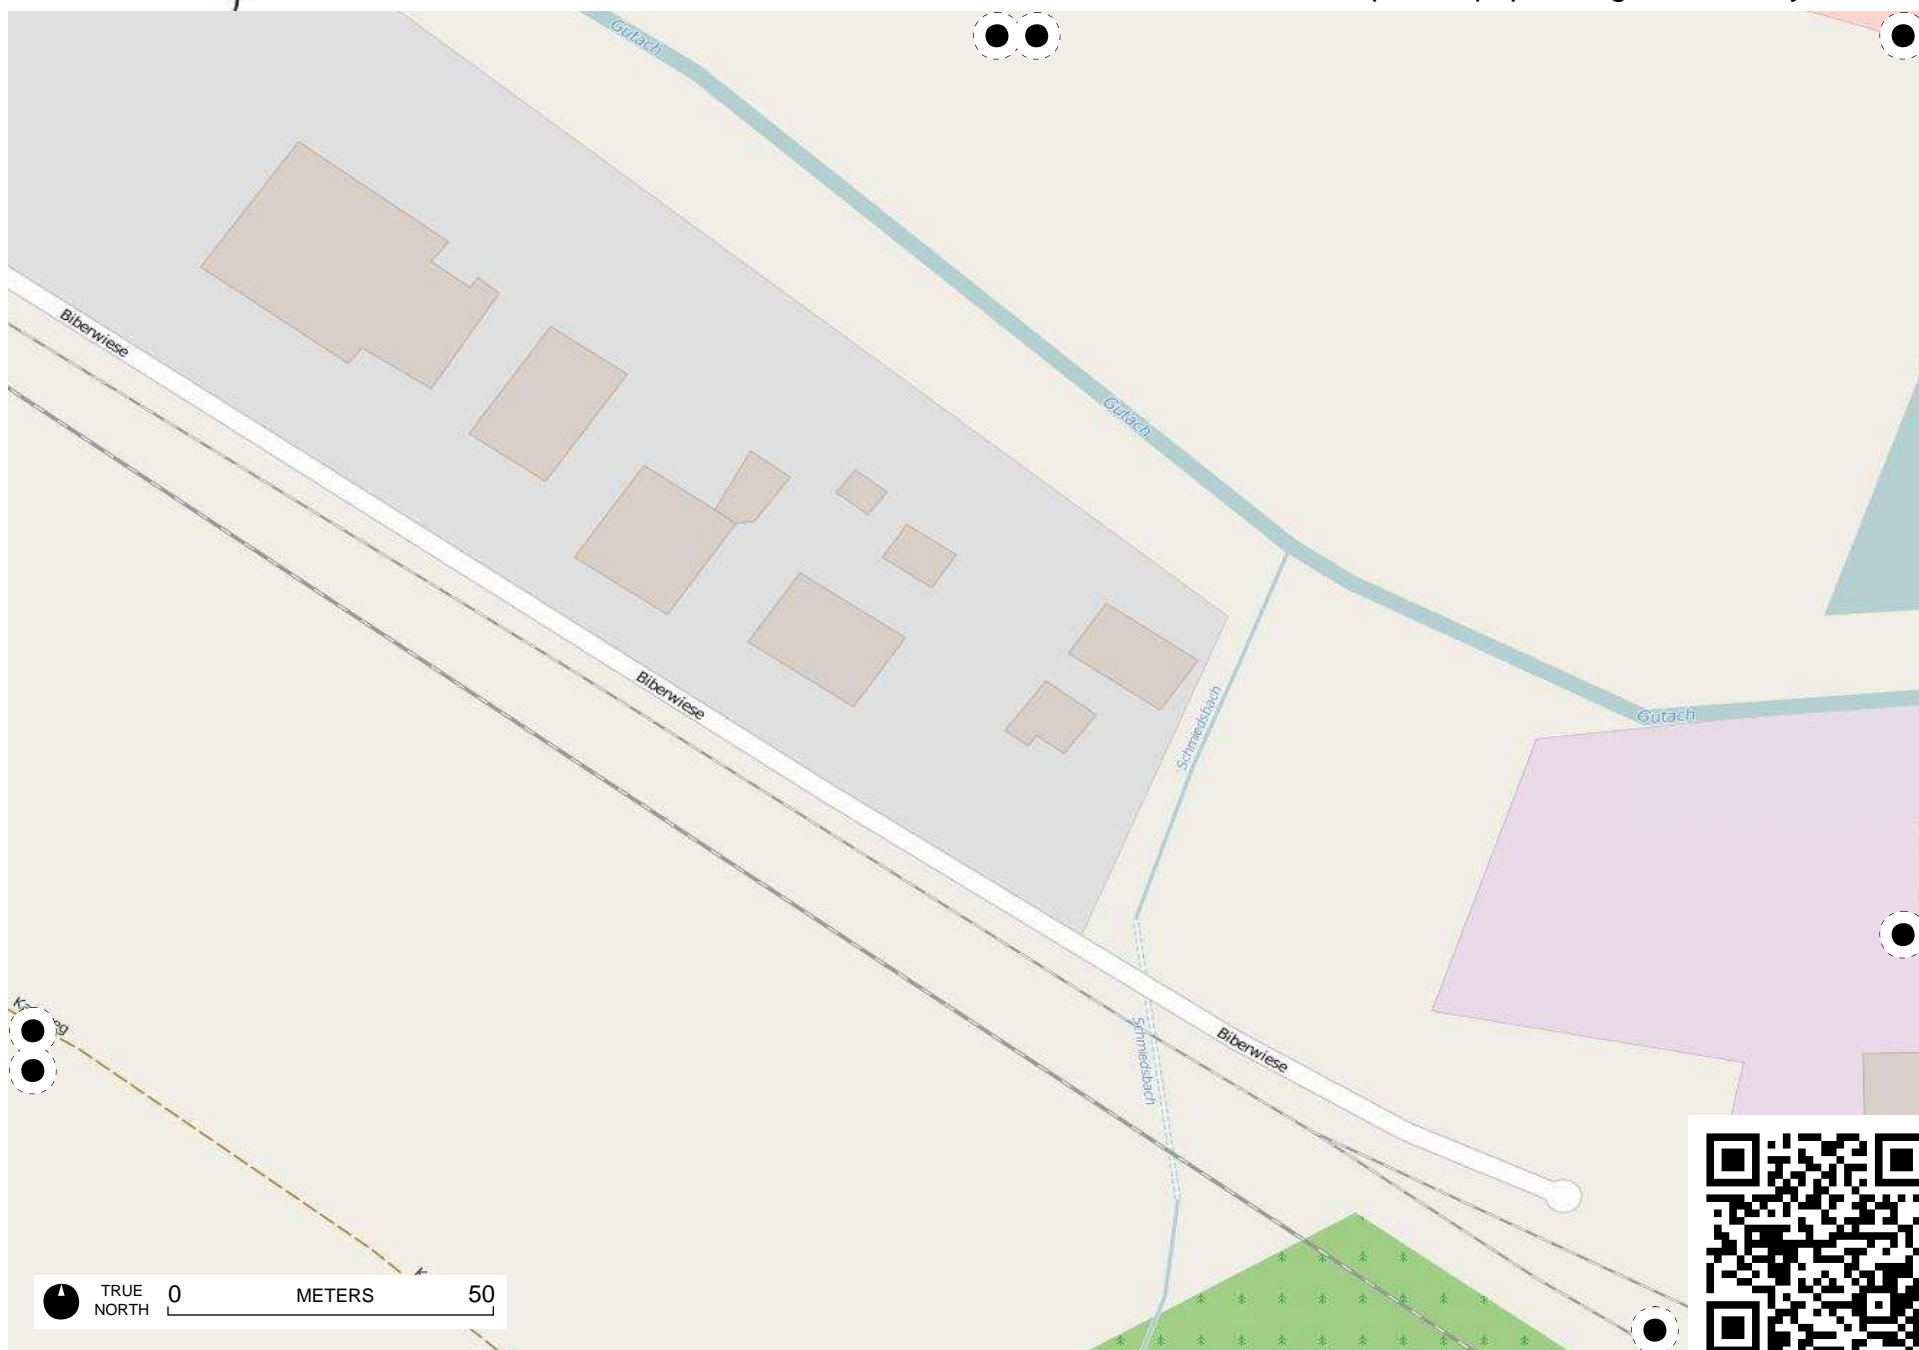 Gutach
Biberwiese
Gutach
Biberwiese
Schmiedsbach
Gutach
Schmiedsbach
Biberwiese
TRUE
NORTH
0 METERS 50